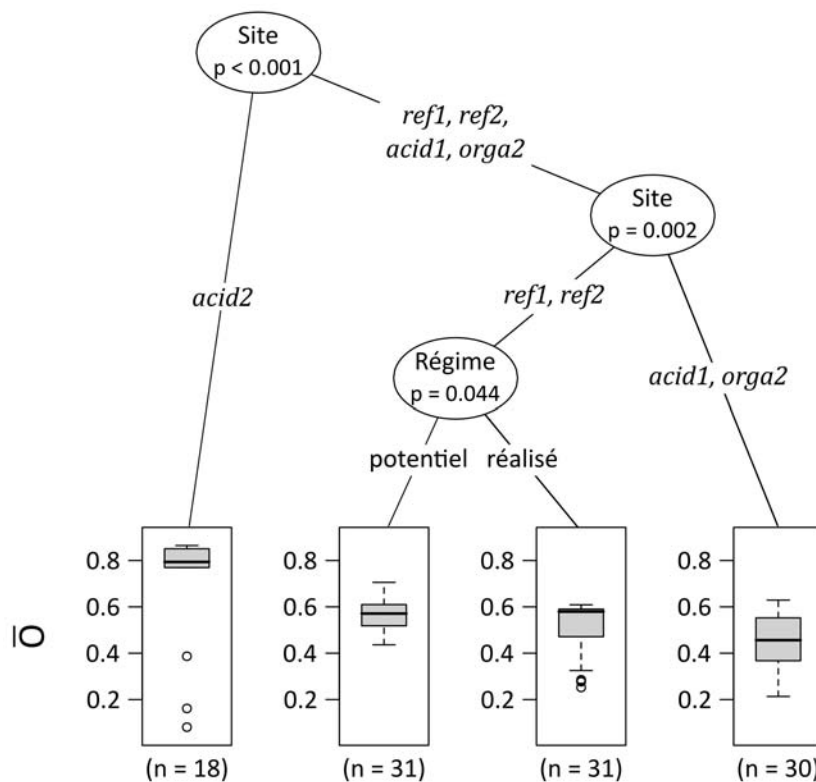 Site
p < 0.001
ref1, ref2,
acid1, orga2
Site
p = 0.002
acid2
ref1, ref2
Régime
p = 0.044
acid1, orga2
potentiel
réalisé
0.8
0.6
0.4
0.2
0.8
0.6
0.4
0.2
0.8
0.6
0.4
0.2
0.8
0.6
0.4
0.2
O̅
(n = 18)
(n = 31)
(n = 31)
(n = 30)